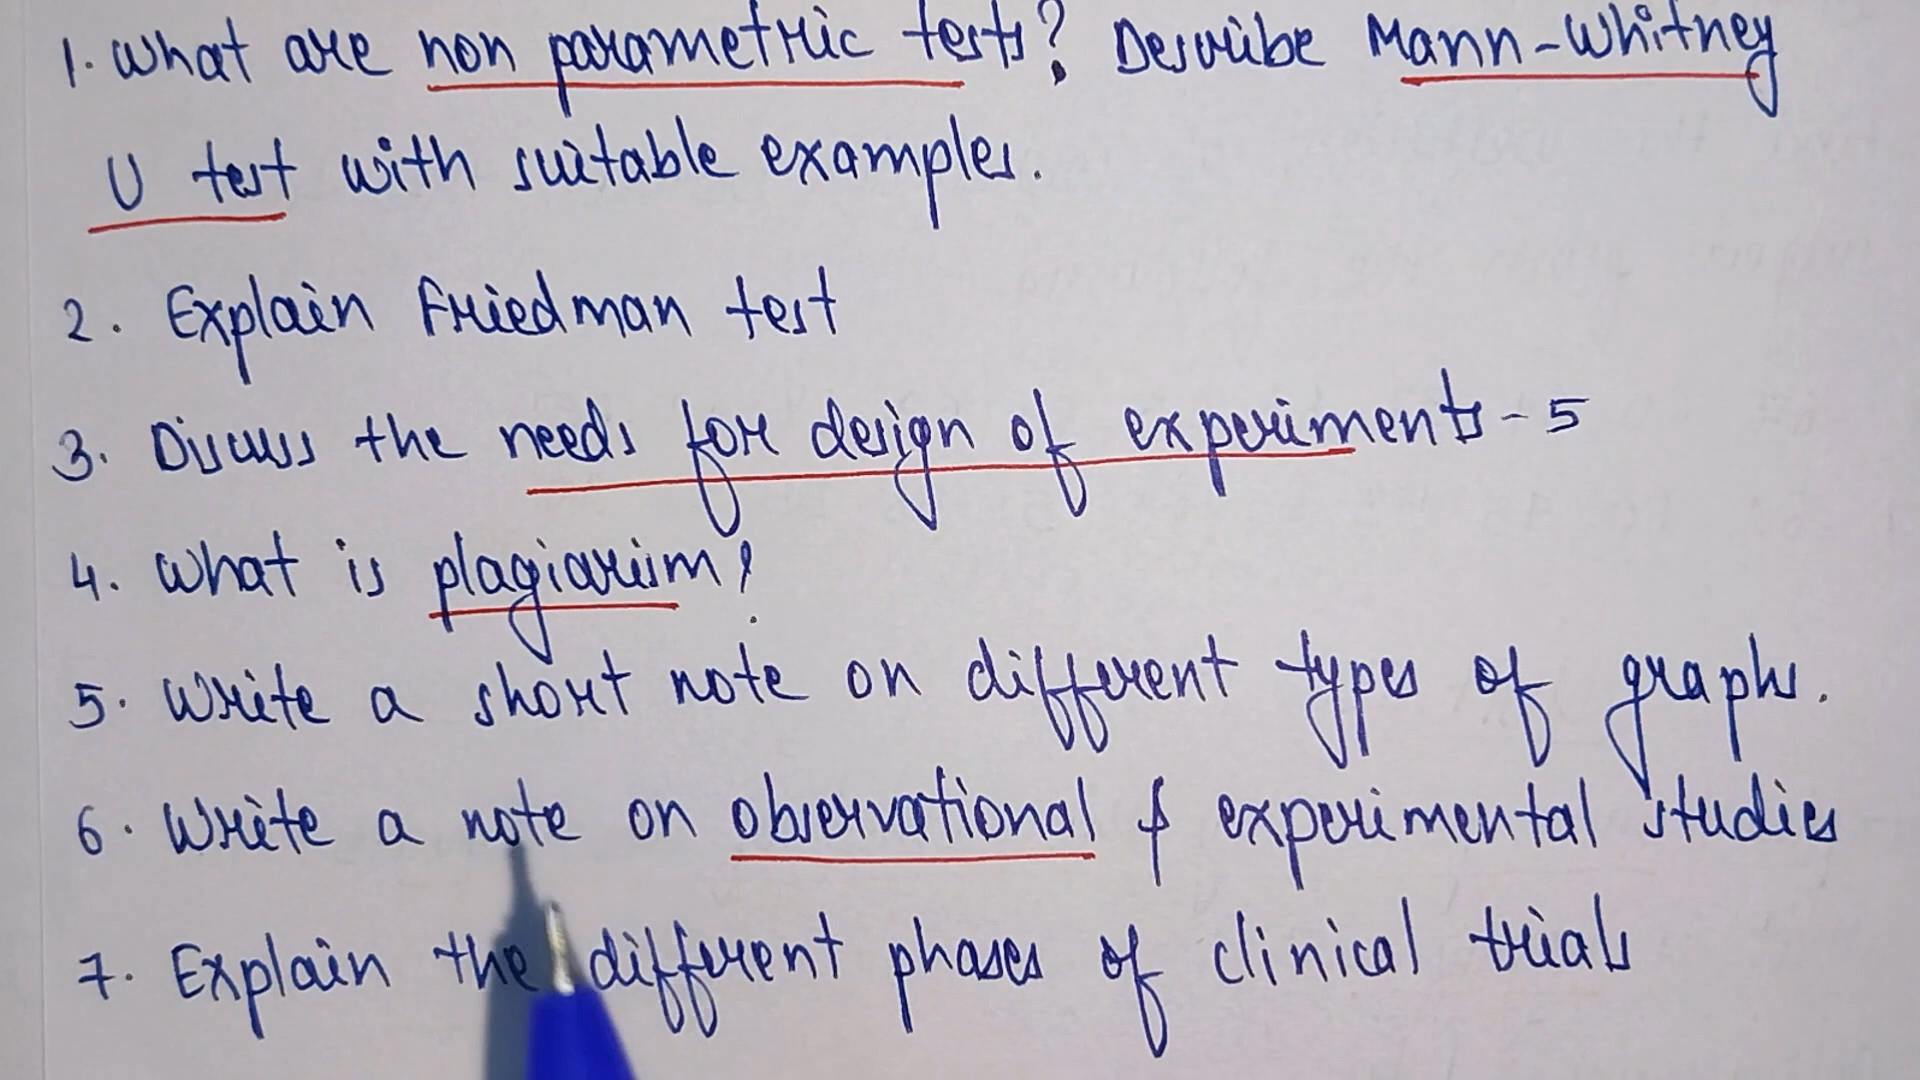 1. What are non parametric tests? Describe Mann-Whitney
U test with suitable examples.
2. Explain Friedman test
3. Discuss the needs for design of experiments - 5
4. What is plagiarism?
5. Write a short note on different types of graphs.
6. Write a note on observational & experimental studies
7. Explain the different phases of clinical trials